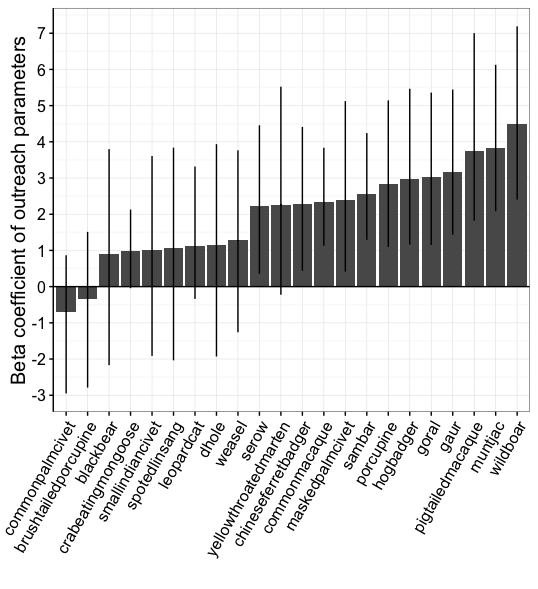 Beta coefficient of outreach parameters
7
6
5
4
3
2
1
0
-1
-2
-3
commonpalmcivet
brushtailedporcupine
blackbear
crabeatingmongoose
smallindiancivet
spotedlinsang
leopardcat
dhole
weasel
serow
yellowthroatedmarten
chineseferretbadger
commonmacaque
maskedpalmcivet
sambar
porcupine
hogbadger
goral
gaur
pigtailedmacaque
muntjac
wildboar